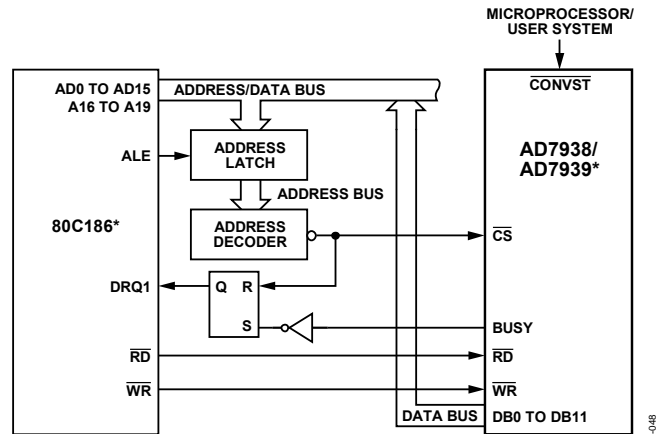 MICROPROCESSOR/
USER SYSTEM
AD0 TO AD15
A16 TO A19
ADDRESS/DATA BUS
CONVST
ALE
ADDRESS
LATCH
AD7938/
AD7939*
ADDRESS BUS
80C186*
ADDRESS
DECODER
CS
DRQ1
Q R
S
BUSY
RD
RD
WR
WR
DATA BUS
DB0 TO DB11
-048